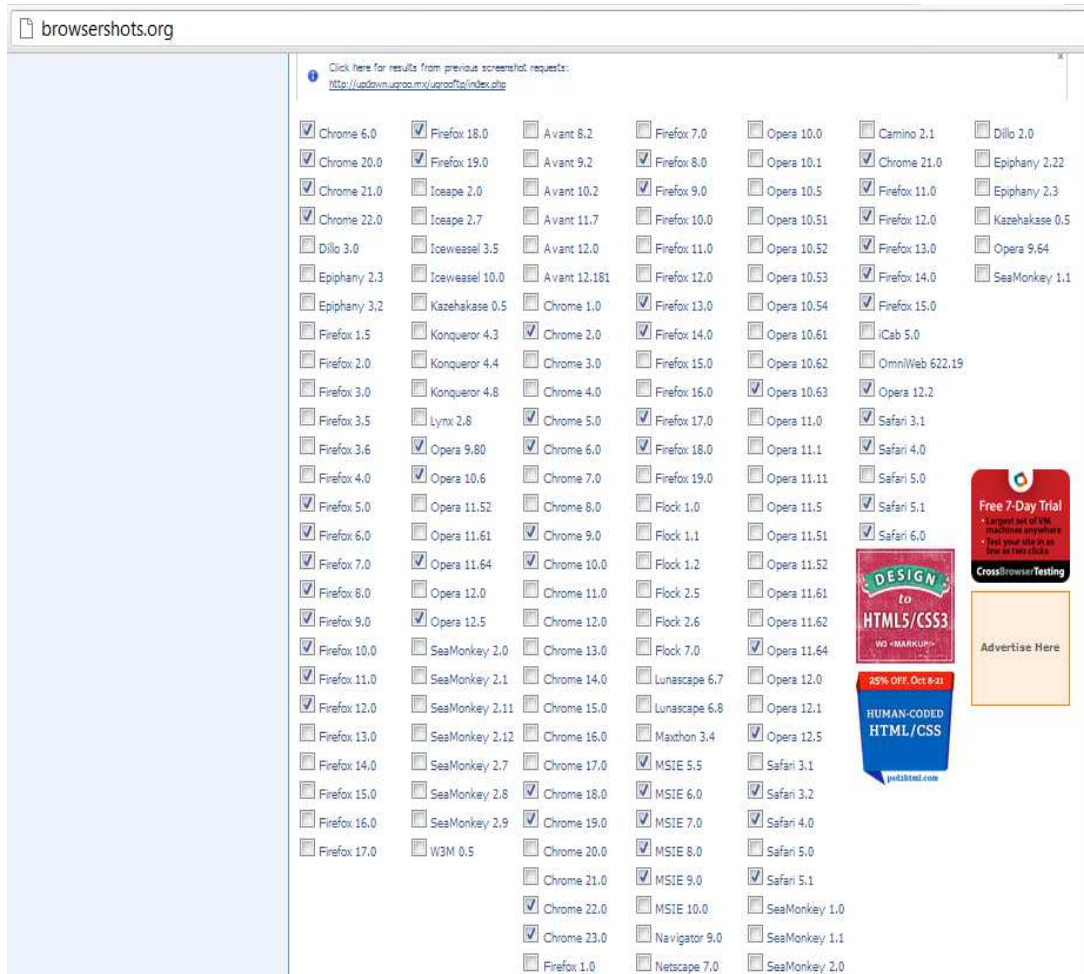 browsershots.org
Click here for results from previous screenshot requests:
http://updown.uqroo.mx/uqrooftp/index.php
Chrome 6.0
Chrome 20.0
Chrome 21.0
Chrome 22.0
Dillo 3.0
Epiphany 2.3
Epiphany 3.2
Firefox 1.5
Firefox 2.0
Firefox 3.0
Firefox 3.5
Firefox 3.6
Firefox 4.0
Firefox 5.0
Firefox 6.0
Firefox 7.0
Firefox 8.0
Firefox 9.0
Firefox 10.0
Firefox 11.0
Firefox 12.0
Firefox 13.0
Firefox 14.0
Firefox 15.0
Firefox 16.0
Firefox 17.0
Firefox 18.0
Firefox 19.0
Iceape 2.0
Iceape 2.7
Iceweasel 3.5
Iceweasel 10.0
Kazehakase 0.5
Konqueror 4.3
Konqueror 4.4
Konqueror 4.8
Lynx 2.8
Opera 9.80
Opera 10.6
Opera 11.52
Opera 11.61
Opera 11.64
Opera 12.0
Opera 12.5
SeaMonkey 2.0
SeaMonkey 2.1
SeaMonkey 2.11
SeaMonkey 2.12
SeaMonkey 2.7
SeaMonkey 2.8
SeaMonkey 2.9
W3M 0.5
Avant 8.2
Avant 9.2
Avant 10.2
Avant 11.7
Avant 12.0
Avant 12.181
Chrome 1.0
Chrome 2.0
Chrome 3.0
Chrome 4.0
Chrome 5.0
Chrome 6.0
Chrome 7.0
Chrome 8.0
Chrome 9.0
Chrome 10.0
Chrome 11.0
Chrome 12.0
Chrome 13.0
Chrome 14.0
Chrome 15.0
Chrome 16.0
Chrome 17.0
Chrome 18.0
Chrome 19.0
Chrome 20.0
Chrome 21.0
Chrome 22.0
Chrome 23.0
Firefox 1.0
Firefox 7.0
Firefox 8.0
Firefox 9.0
Firefox 10.0
Firefox 11.0
Firefox 12.0
Firefox 13.0
Firefox 14.0
Firefox 15.0
Firefox 16.0
Firefox 17.0
Firefox 18.0
Firefox 19.0
Flock 1.0
Flock 1.1
Flock 1.2
Flock 2.5
Flock 2.6
Flock 7.0
Lunascape 6.7
Lunascape 6.8
Maxthon 3.4
MSIE 5.5
MSIE 6.0
MSIE 7.0
MSIE 8.0
MSIE 9.0
MSIE 10.0
Navigator 9.0
Netscape 7.0
Opera 10.0
Opera 10.1
Opera 10.5
Opera 10.51
Opera 10.52
Opera 10.53
Opera 10.54
Opera 10.61
Opera 10.62
Opera 10.63
Opera 11.0
Opera 11.1
Opera 11.11
Opera 11.5
Opera 11.51
Opera 11.52
Opera 11.61
Opera 11.62
Opera 11.64
Opera 12.0
Opera 12.1
Opera 12.5
Safari 3.1
Safari 3.2
Safari 4.0
Safari 5.0
Safari 5.1
SeaMonkey 1.0
SeaMonkey 1.1
SeaMonkey 2.0
Camino 2.1
Chrome 21.0
Firefox 11.0
Firefox 12.0
Firefox 13.0
Firefox 14.0
Firefox 15.0
iCab 5.0
OmniWeb 622.19
Opera 12.2
Safari 3.1
Safari 4.0
Safari 5.0
Safari 5.1
Safari 6.0
DESIGN
to
HTML5/CSS3
W3 <MARKUP/>
25% OFF. Oct 8-21
HUMAN-CODED
HTML/CSS
psd2html.com
Dillo 2.0
Epiphany 2.22
Epiphany 2.3
Kazehakase 0.5
Opera 9.64
SeaMonkey 1.1
Free 7-Day Trial
• Largest set of VM
machines anywhere
• Test your site in as
few as two clicks
CrossBrowserTesting
Advertise Here